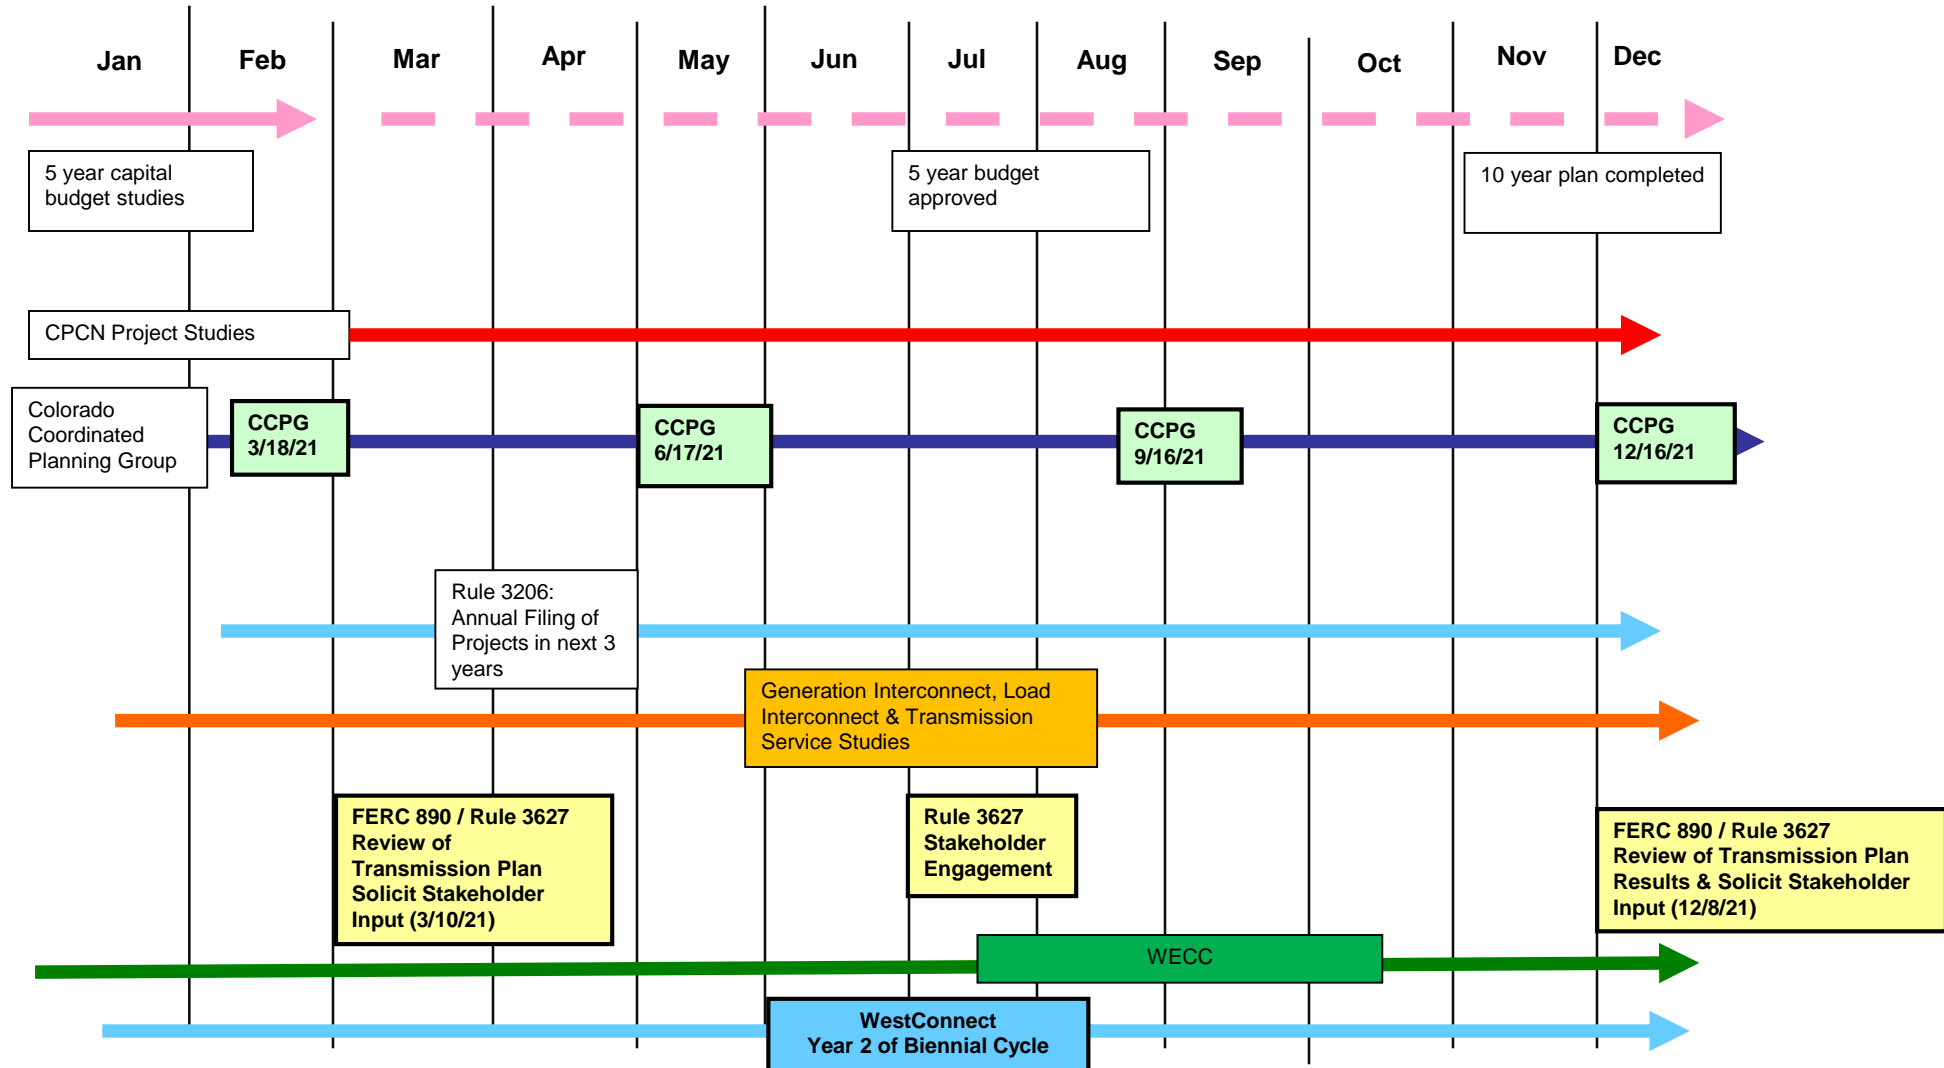 Jan Feb Mar Apr May Jun Jul Aug Sep Oct Nov Dec
5 year capital
budget studies
5 year budget
approved
10 year plan completed
CPCN Project Studies
Colorado
Coordinated
Planning Group
CCPG
3/18/21
CCPG
6/17/21
CCPG
9/16/21
CCPG
12/16/21
Rule 3206:
Annual Filing of
Projects in next 3
years
Generation Interconnect, Load
Interconnect & Transmission
Service Studies
FERC 890 / Rule 3627
Review of
Transmission Plan
Solicit Stakeholder
Input (3/10/21)
Rule 3627
Stakeholder
Engagement
FERC 890 / Rule 3627
Review of Transmission Plan
Results & Solicit Stakeholder
Input (12/8/21)
WECC
WestConnect
Year 2 of Biennial Cycle